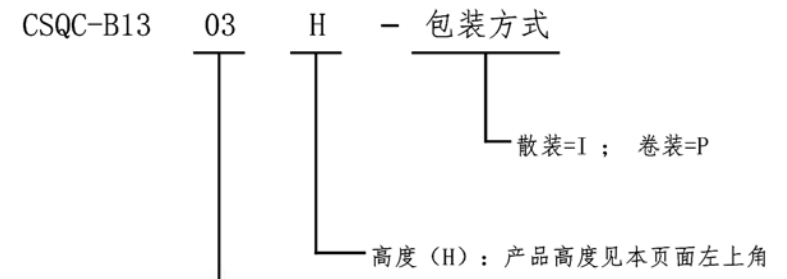 CSQC-B13 03 H - 包装方式
散装=I ； 卷装=P
高度（H）：产品高度见本页面左上角